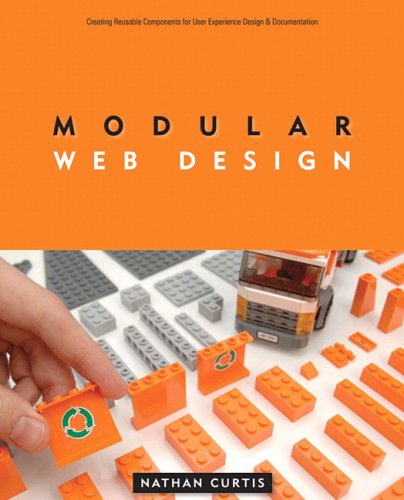 Creating Reusable Components for User Experience Design & Documentation
MODULAR
WEB DESIGN
NATHAN CURTIS